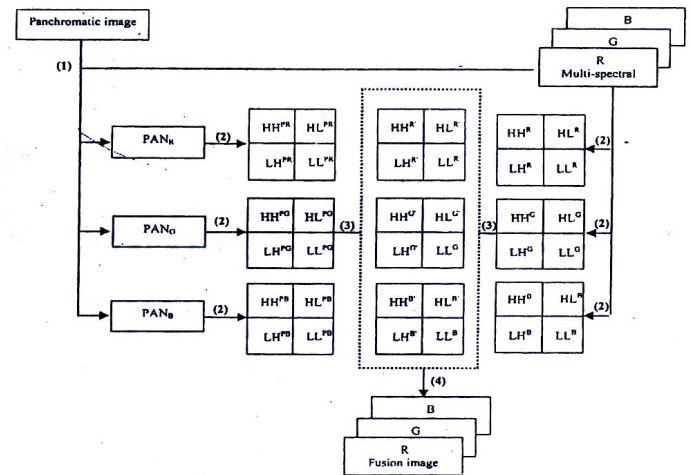 Panchromatic image
B
G
R
Multi-spectral
(1)
PAN_R
(2)
HH^PR HL^PR
LH^PR LL^PR
HH^R' HL^R'
LH^R' LL^R
HH^R HL^R
LH^R LL^R
(2)
PAN_G
(2)
HH^PG HL^PG
LH^PG LL^PG
(3)
HH^G' HL^G'
LH^G' LL^G
(3)
HH^G HL^G
LH^G LL^G
(2)
PAN_B
(2)
HH^PB HL^PB
LH^PB LL^PB
HH^B' HL^B'
LH^B' LL^B
HH^B HL^B
LH^B LL^B
(2)
(4)
B
G
R
Fusion image